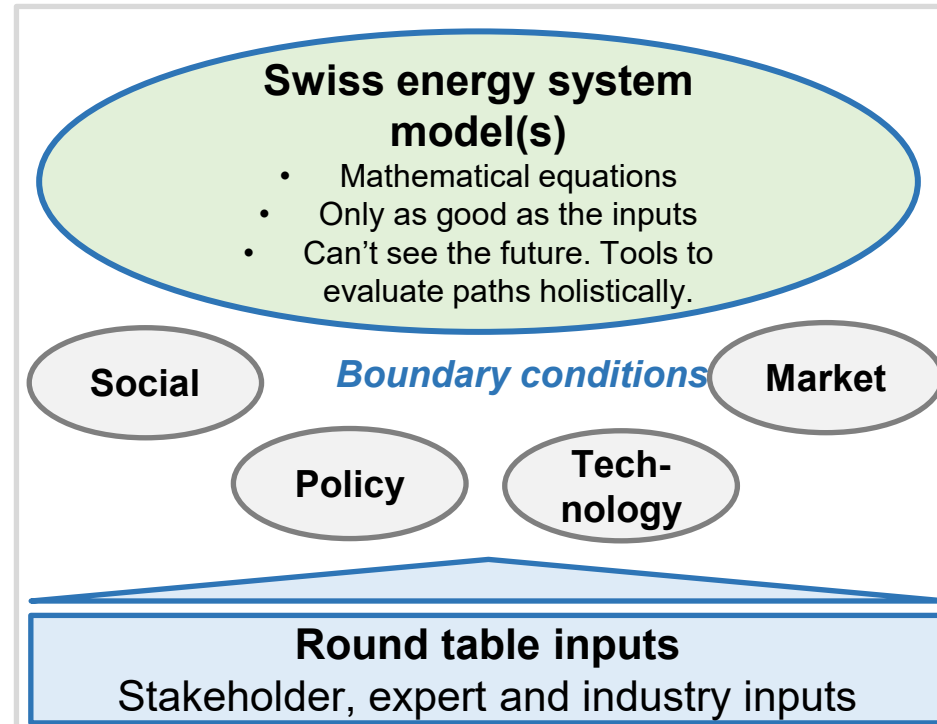 Swiss energy system
model(s)
• Mathematical equations
• Only as good as the inputs
• Can’t see the future. Tools to
evaluate paths holistically.
Social
Boundary conditions
Market
Policy
Tech-
nology
Round table inputs
Stakeholder, expert and industry inputs